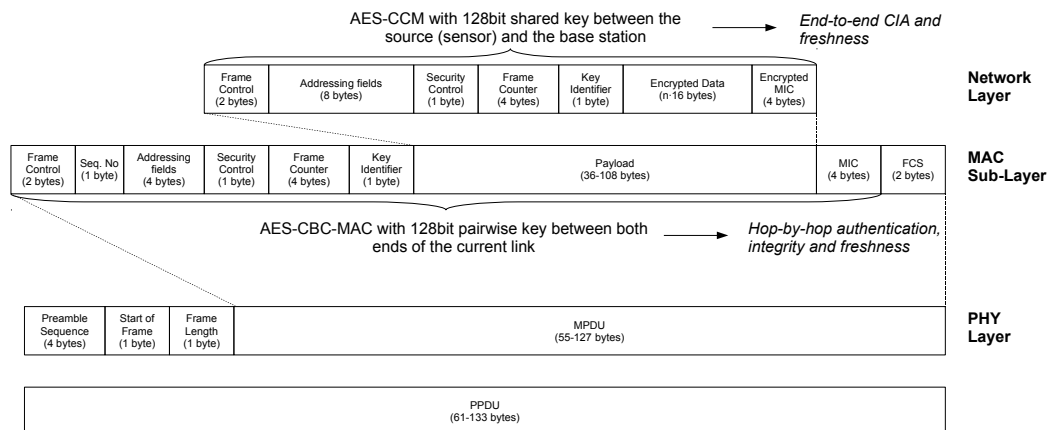 AES-CCM with 128bit shared key between the
source (sensor) and the base station
End-to-end CIA and
freshness
Frame
Control
(2 bytes)
Addressing fields
(8 bytes)
Security
Control
(1 byte)
Frame
Counter
(4 bytes)
Key
Identifier
(1 byte)
Encrypted Data
(n·16 bytes)
Encrypted
MIC
(4 bytes)
Network
Layer
Frame
Control
(2 bytes)
Seq. No
(1 byte)
Addressing
fields
(4 bytes)
Security
Control
(1 byte)
Frame
Counter
(4 bytes)
Key
Identifier
(1 byte)
Payload
(36-108 bytes)
MIC
(4 bytes)
FCS
(2 bytes)
MAC
Sub-Layer
AES-CBC-MAC with 128bit pairwise key between both
ends of the current link
Hop-by-hop authentication,
integrity and freshness
Preamble
Sequence
(4 bytes)
Start of
Frame
(1 byte)
Frame
Length
(1 byte)
MPDU
(55-127 bytes)
PHY
Layer
PPDU
(61-133 bytes)